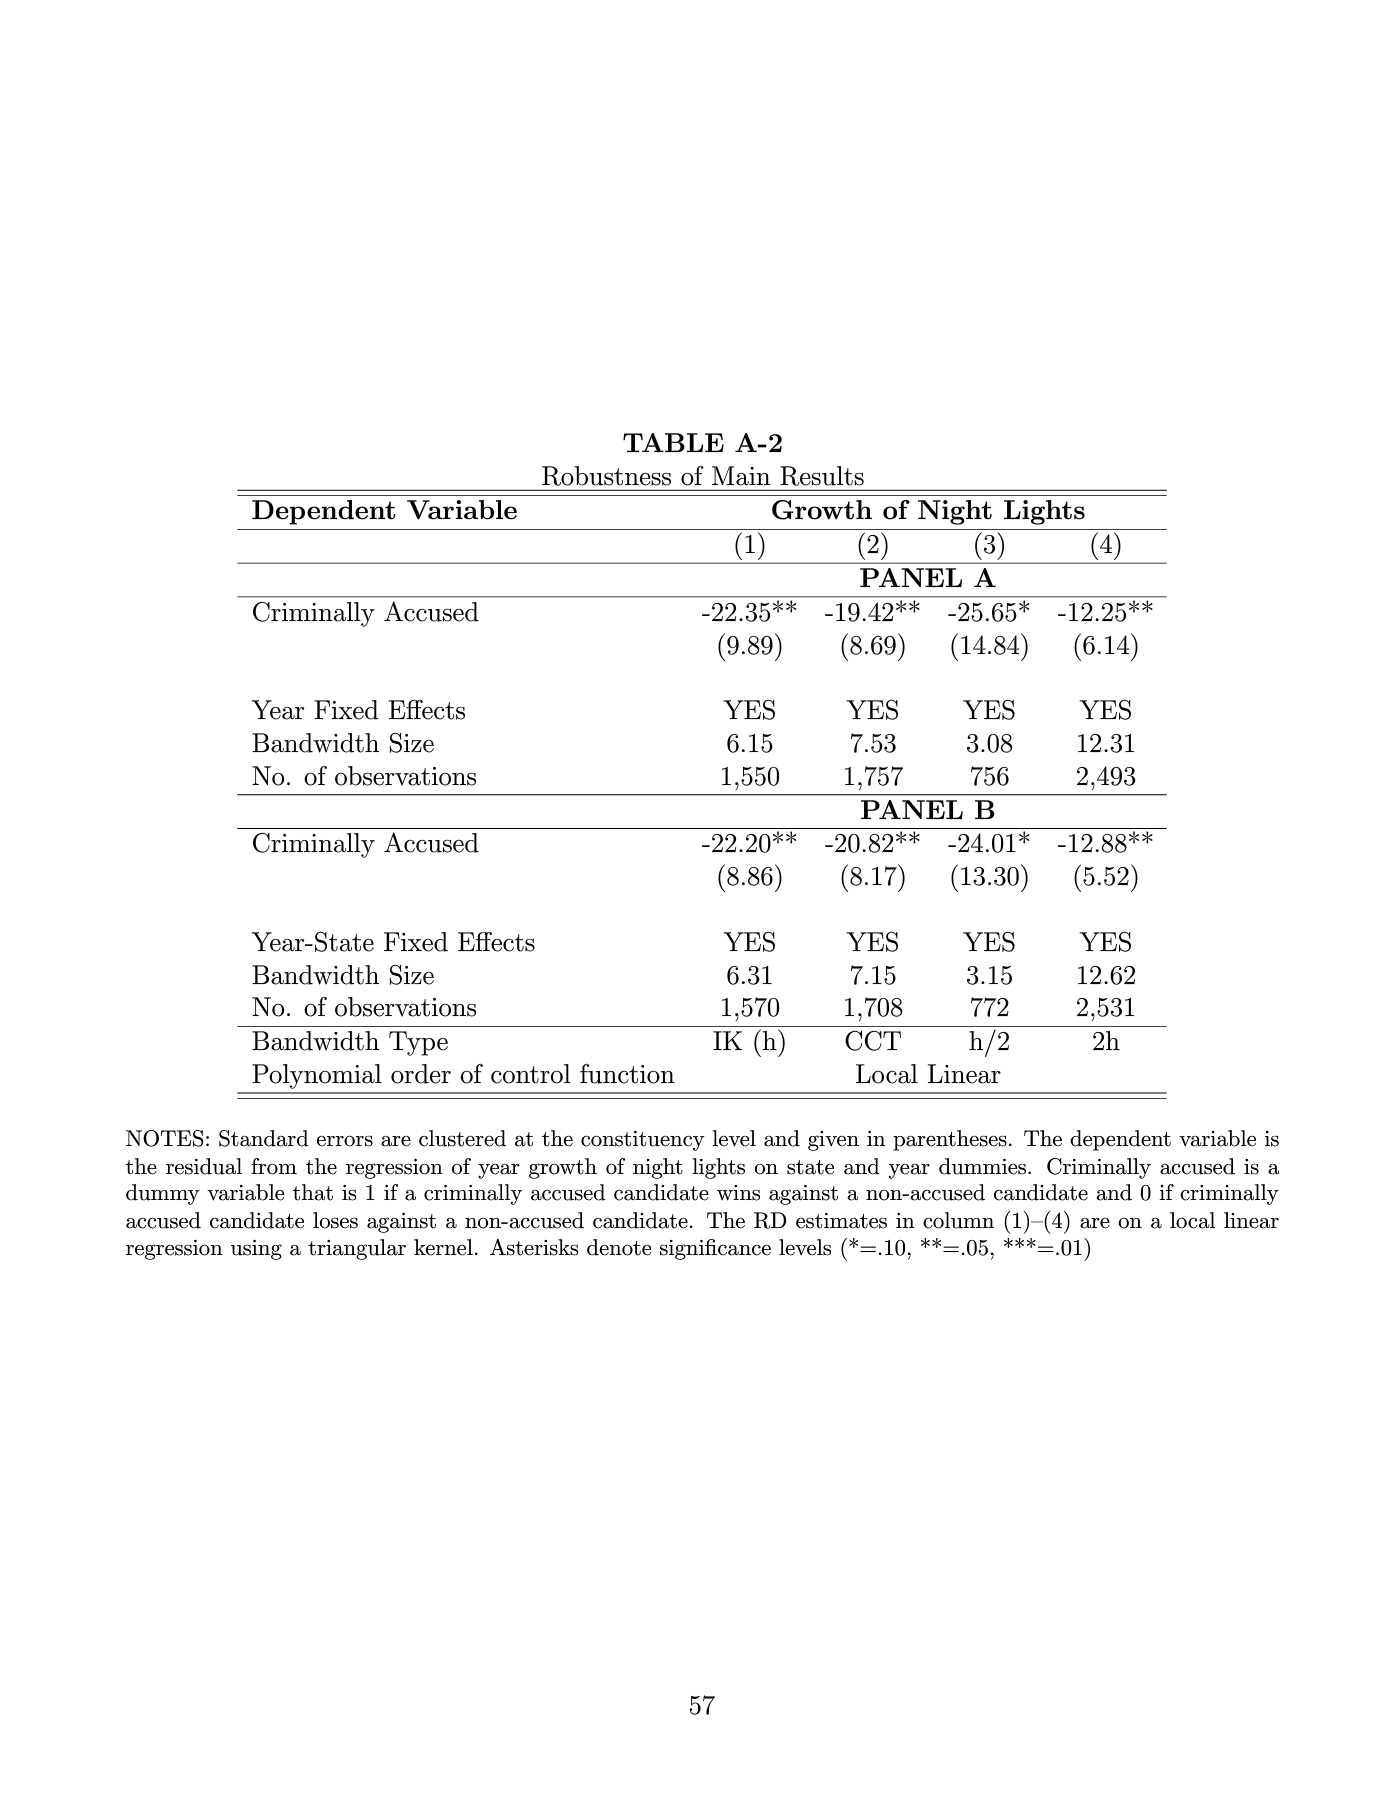 TABLE A-2
Robustness of Main Results
Dependent Variable Growth of Night Lights
(1) (2) (3) (4)
PANEL A
Criminally Accused -22.35** -19.42** -25.65* -12.25**
(9.89) (8.69) (14.84) (6.14)
Year Fixed Effects YES YES YES YES
Bandwidth Size 6.15 7.53 3.08 12.31
No. of observations 1,550 1,757 756 2,493
PANEL B
Criminally Accused -22.20** -20.82** -24.01* -12.88**
(8.86) (8.17) (13.30) (5.52)
Year-State Fixed Effects YES YES YES YES
Bandwidth Size 6.31 7.15 3.15 12.62
No. of observations 1,570 1,708 772 2,531
Bandwidth Type IK (h) CCT h/2 2h
Polynomial order of control function Local Linear
NOTES: Standard errors are clustered at the constituency level and given in parentheses. The dependent variable is
the residual from the regression of year growth of night lights on state and year dummies. Criminally accused is a
dummy variable that is 1 if a criminally accused candidate wins against a non-accused candidate and 0 if criminally
accused candidate loses against a non-accused candidate. The RD estimates in column (1)–(4) are on a local linear
regression using a triangular kernel. Asterisks denote significance levels (*=.10, **=.05, ***=.01)
57